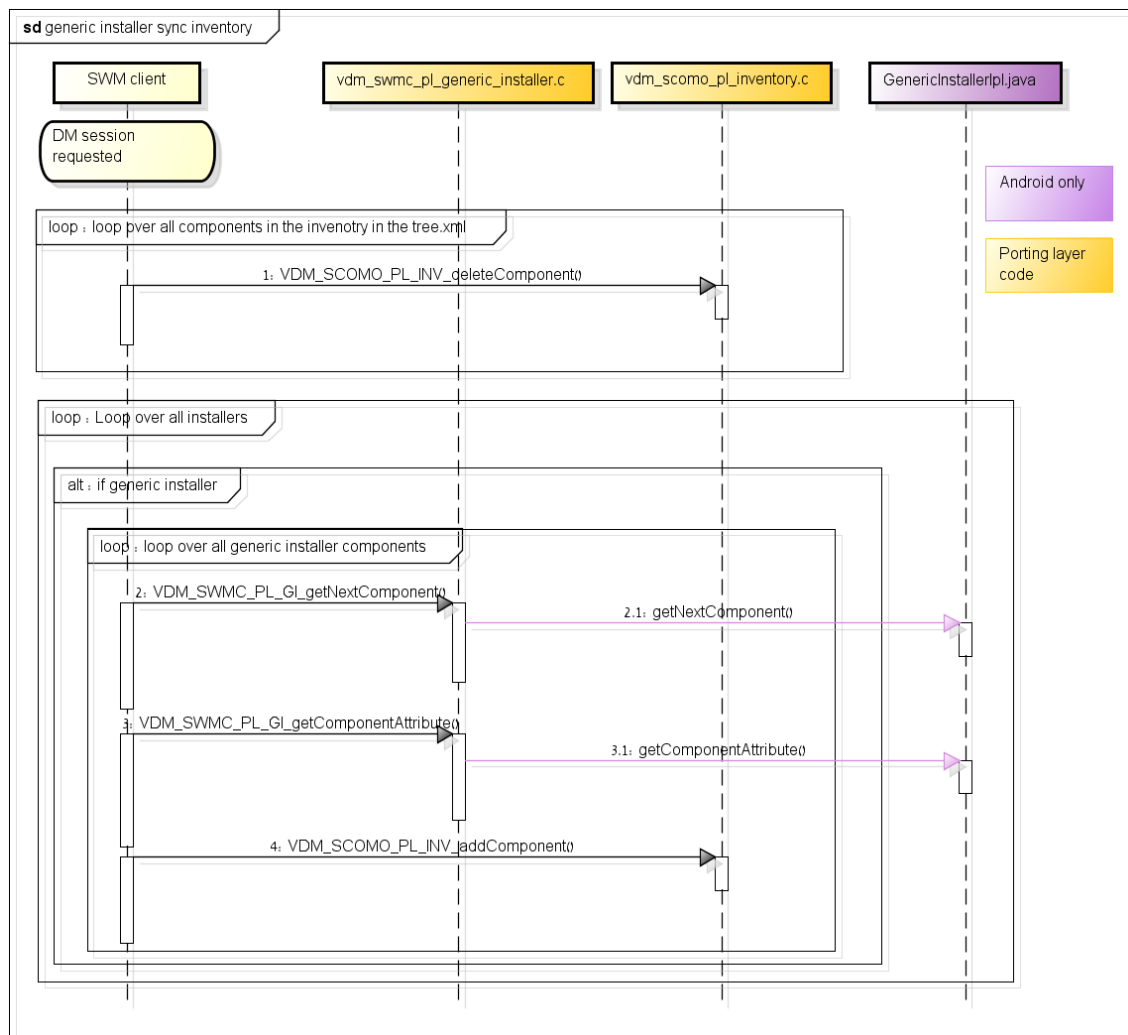 sd generic installer sync inventory
SWM client
vdm_swmc_pl_generic_installer.c
vdm_scomo_pl_inventory.c
GenericInstallerIpl.java
DM session
requested
Android only
loop : loop over all components in the invenotry in the tree.xml
Porting layer
code
1: VDM_SCOMO_PL_INV_deleteComponent()
loop : Loop over all installers
alt : if generic installer
loop : loop over all generic installer components
2: VDM_SWMC_PL_GI_getNextComponent()
2.1: getNextComponent()
3: VDM_SWMC_PL_GI_getComponentAttribute()
3.1: getComponentAttribute()
4: VDM_SCOMO_PL_INV_addComponent()